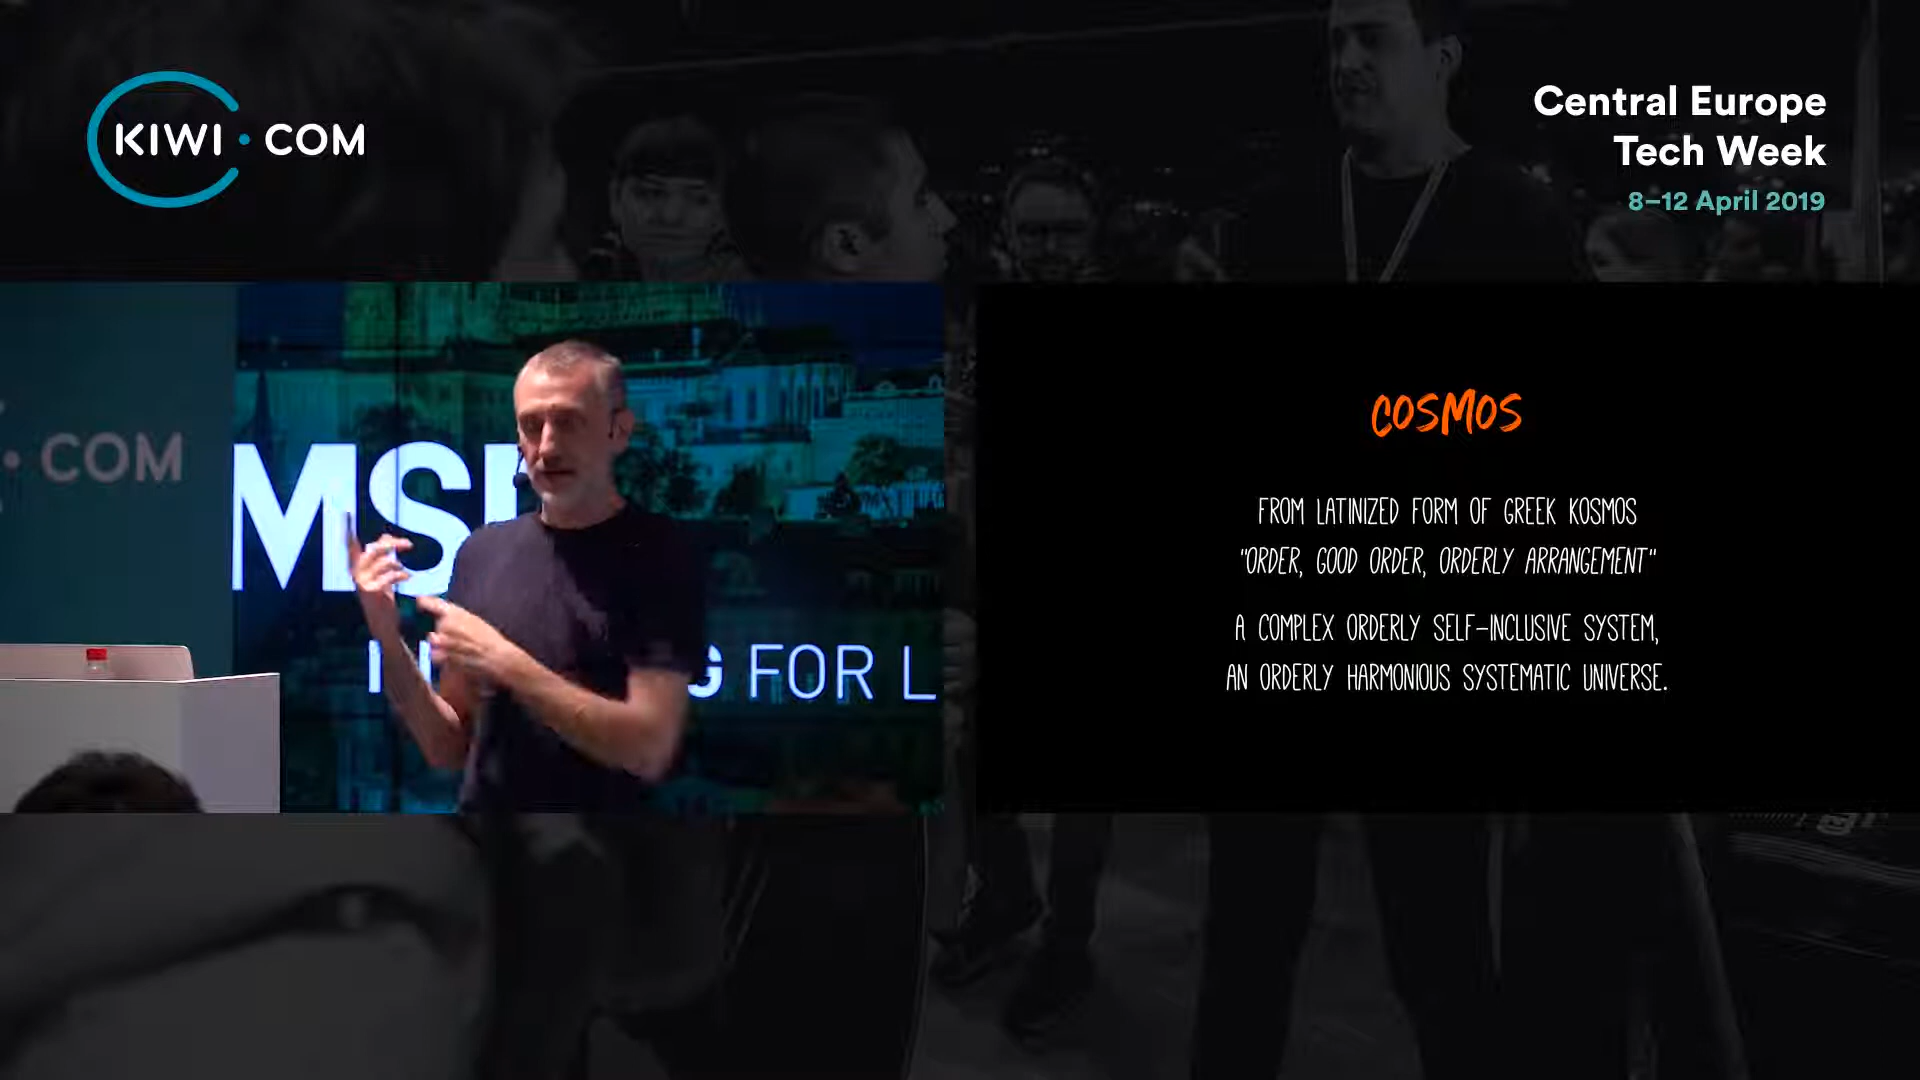 KIWI·COM
Central Europe
Tech Week
8–12 April 2019
· COM
MS
G FOR L
COSMOS
FROM LATINIZED FORM OF GREEK KOSMOS
"ORDER, GOOD ORDER, ORDERLY ARRANGEMENT"
A COMPLEX ORDERLY SELF-INCLUSIVE SYSTEM,
AN ORDERLY HARMONIOUS SYSTEMATIC UNIVERSE.